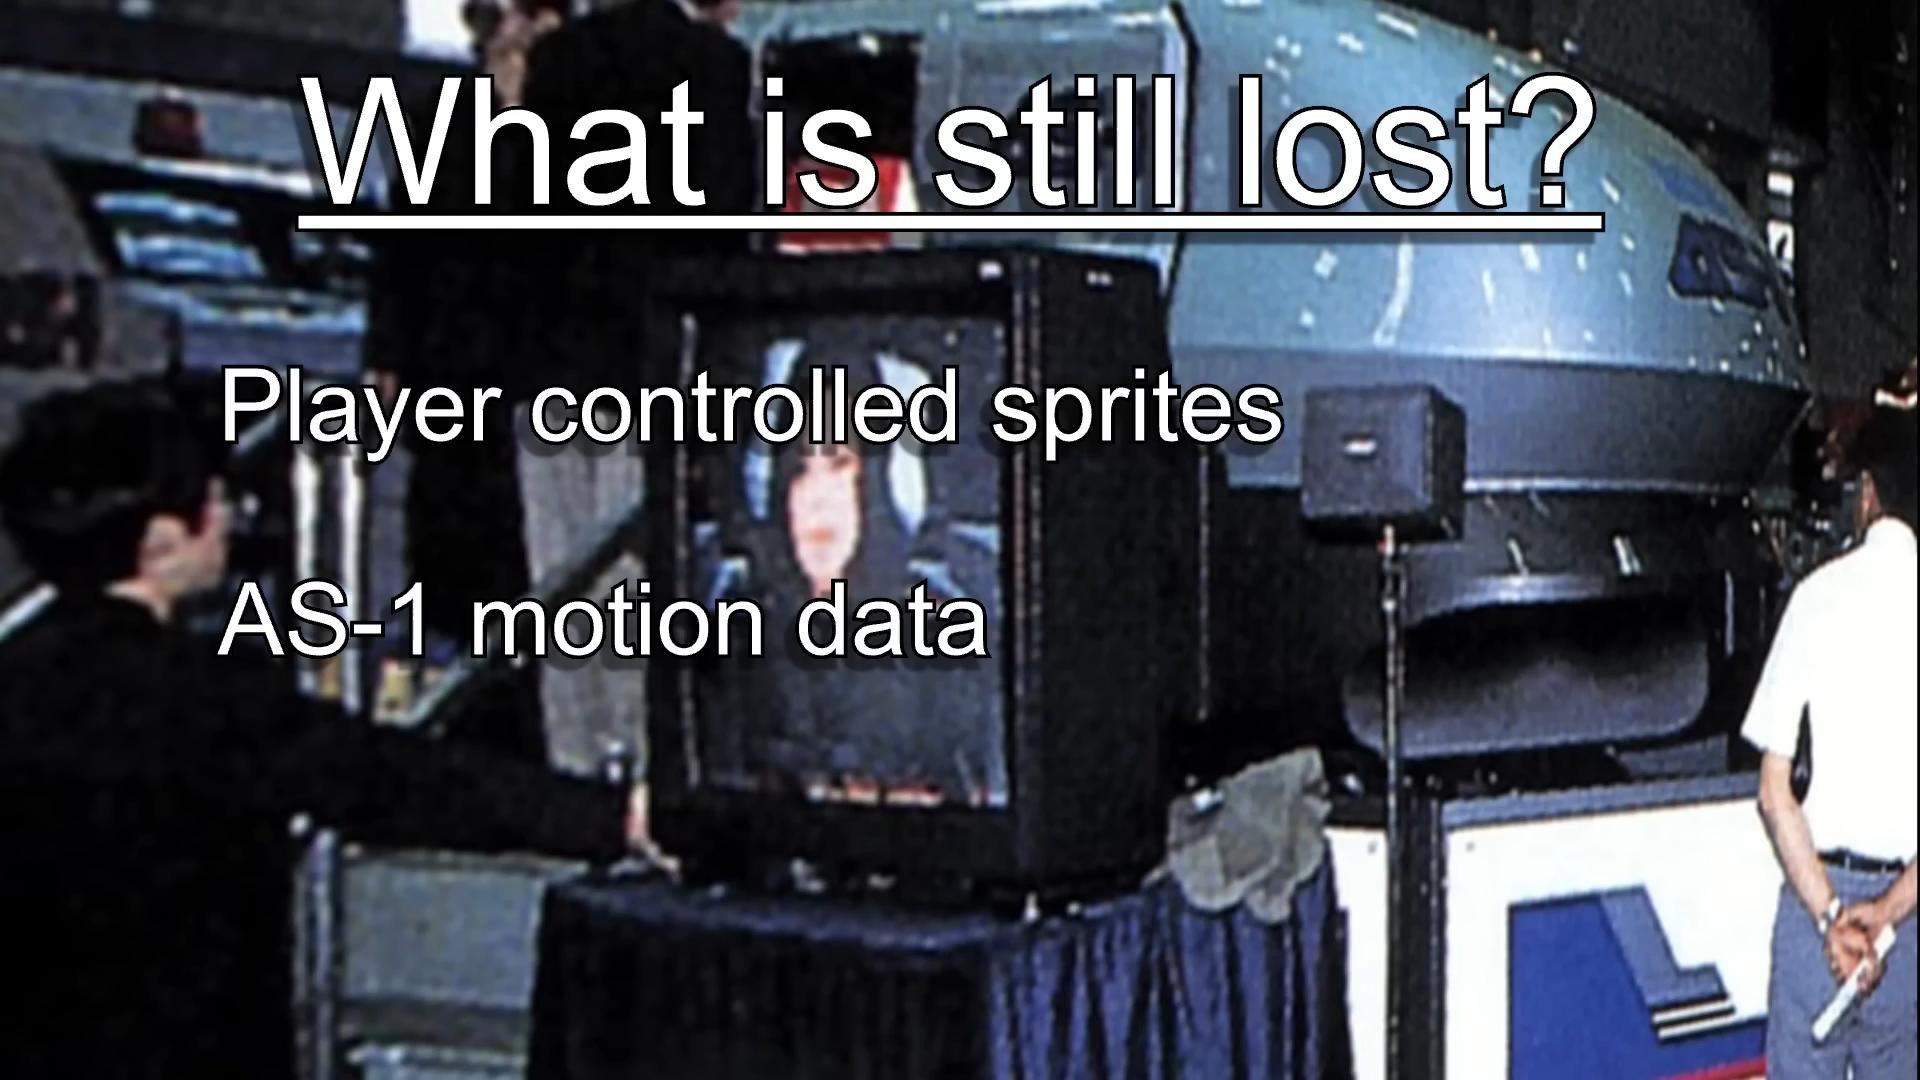 What is still lost?
Player controlled sprites
AS-1 motion data